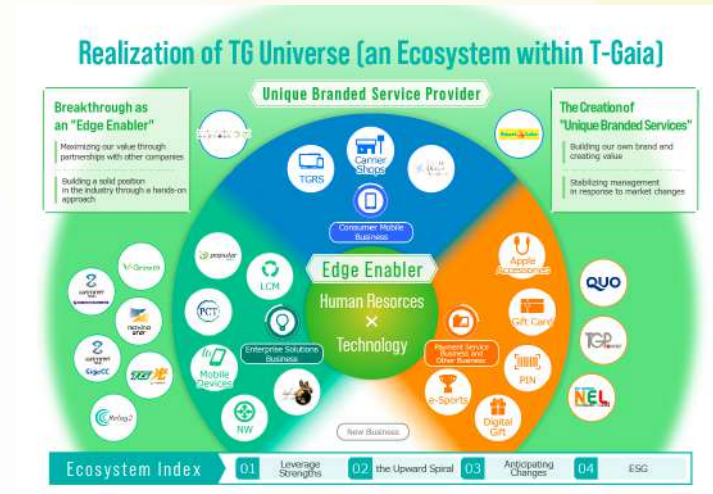 Realization of TG Universe (an Ecosystem within T-Gaia)
Unique Branded Service Provider
Breakthrough as
an "Edge Enabler"
Maximizing our value through
partnerships with other companies
Building a solid position
in the industry through a hands-on
approach
The Creation of
"Unique Branded Services"
Building our own brand and
creating value
Stabilizing management
in response to market changes
TGRS
Carrier
Shops
Consumer Mobile
Business
Edge Enabler
Human Resorces
×
Technology
popular
LCM
PCT
Enterprise Solutions
Business
Mobile
Devices
NW
Apple
Accessories
Gift Card
Payment Service
Business and
Other Business
PIN
e-Sports
Digital
Gift
New Business
V-Growth
Relay2
QUO
TGP
NEL
Ecosystem Index
01
Leverage
Strengths
02
the Upward Spiral
03
Anticipating
Changes
04
ESG